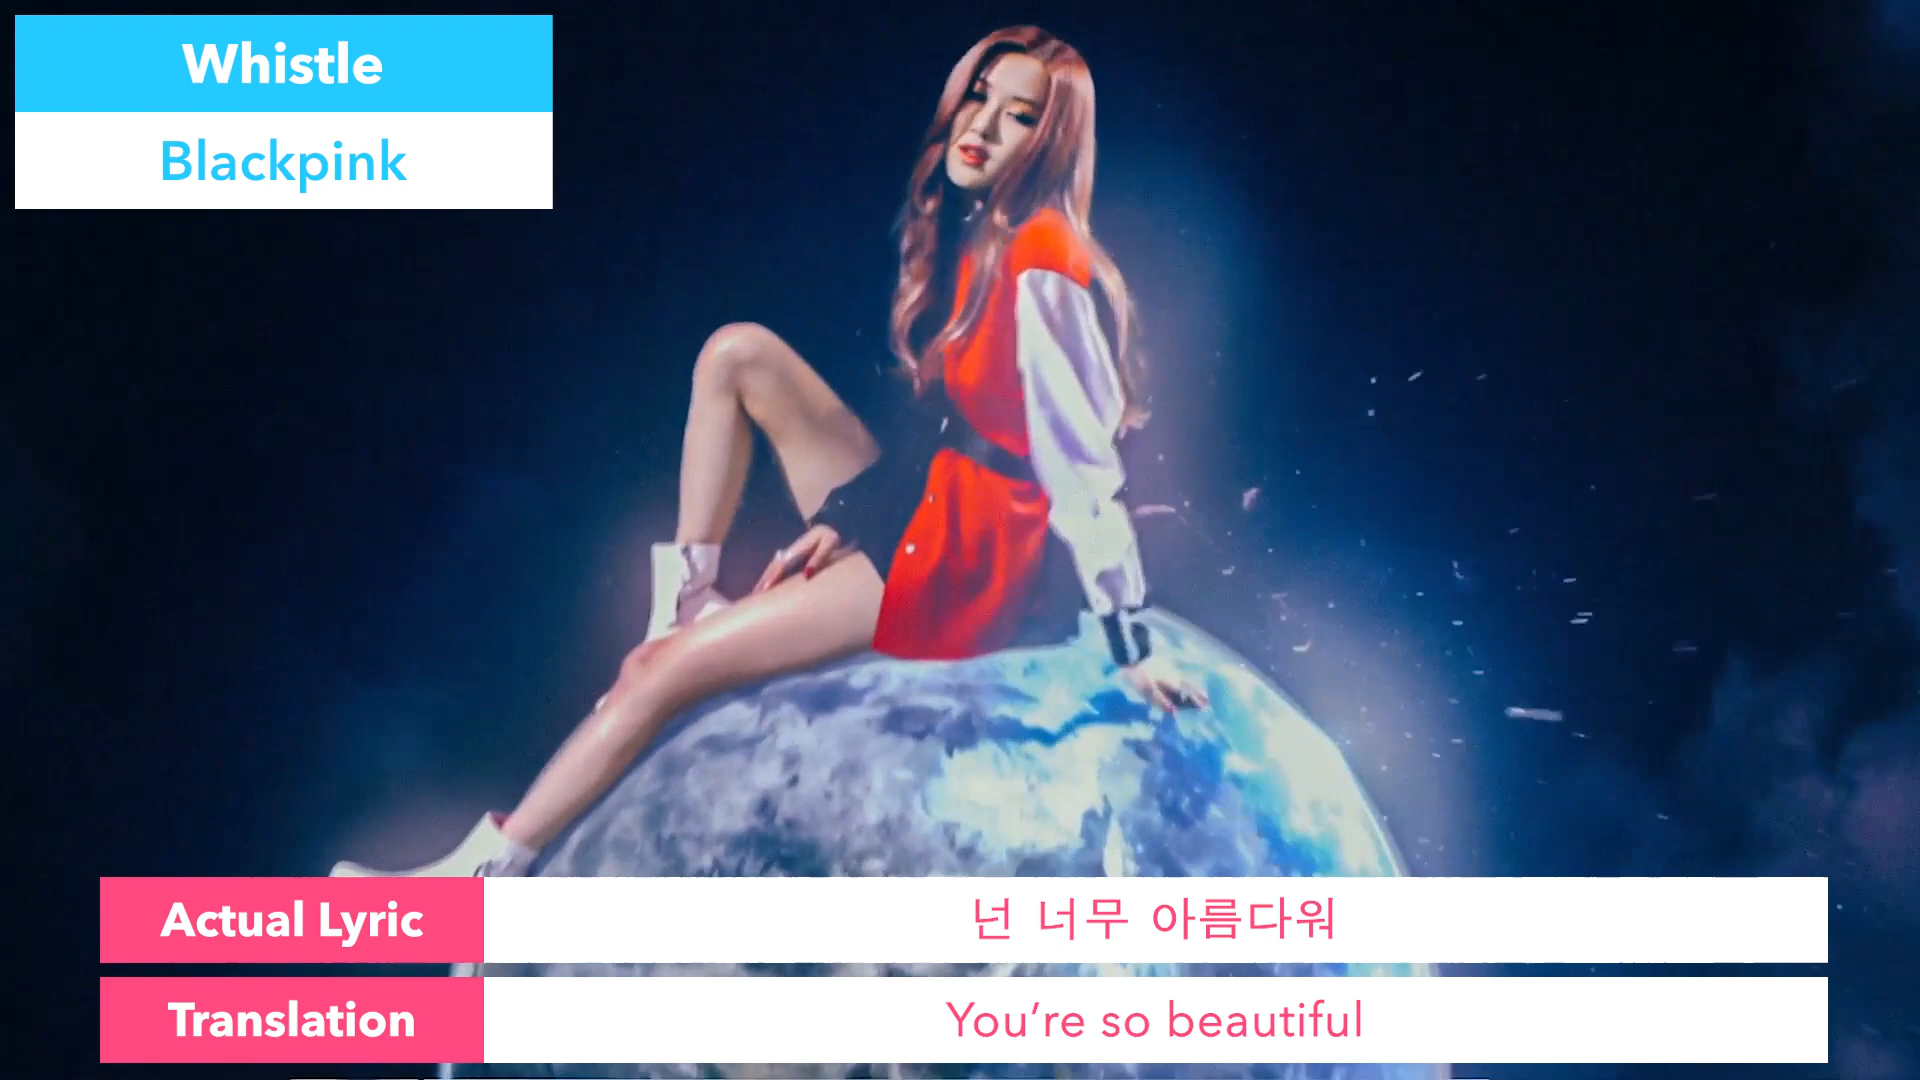 Whistle
Blackpink
Actual Lyric
넌 너무 아름다워
Translation
You’re so beautiful